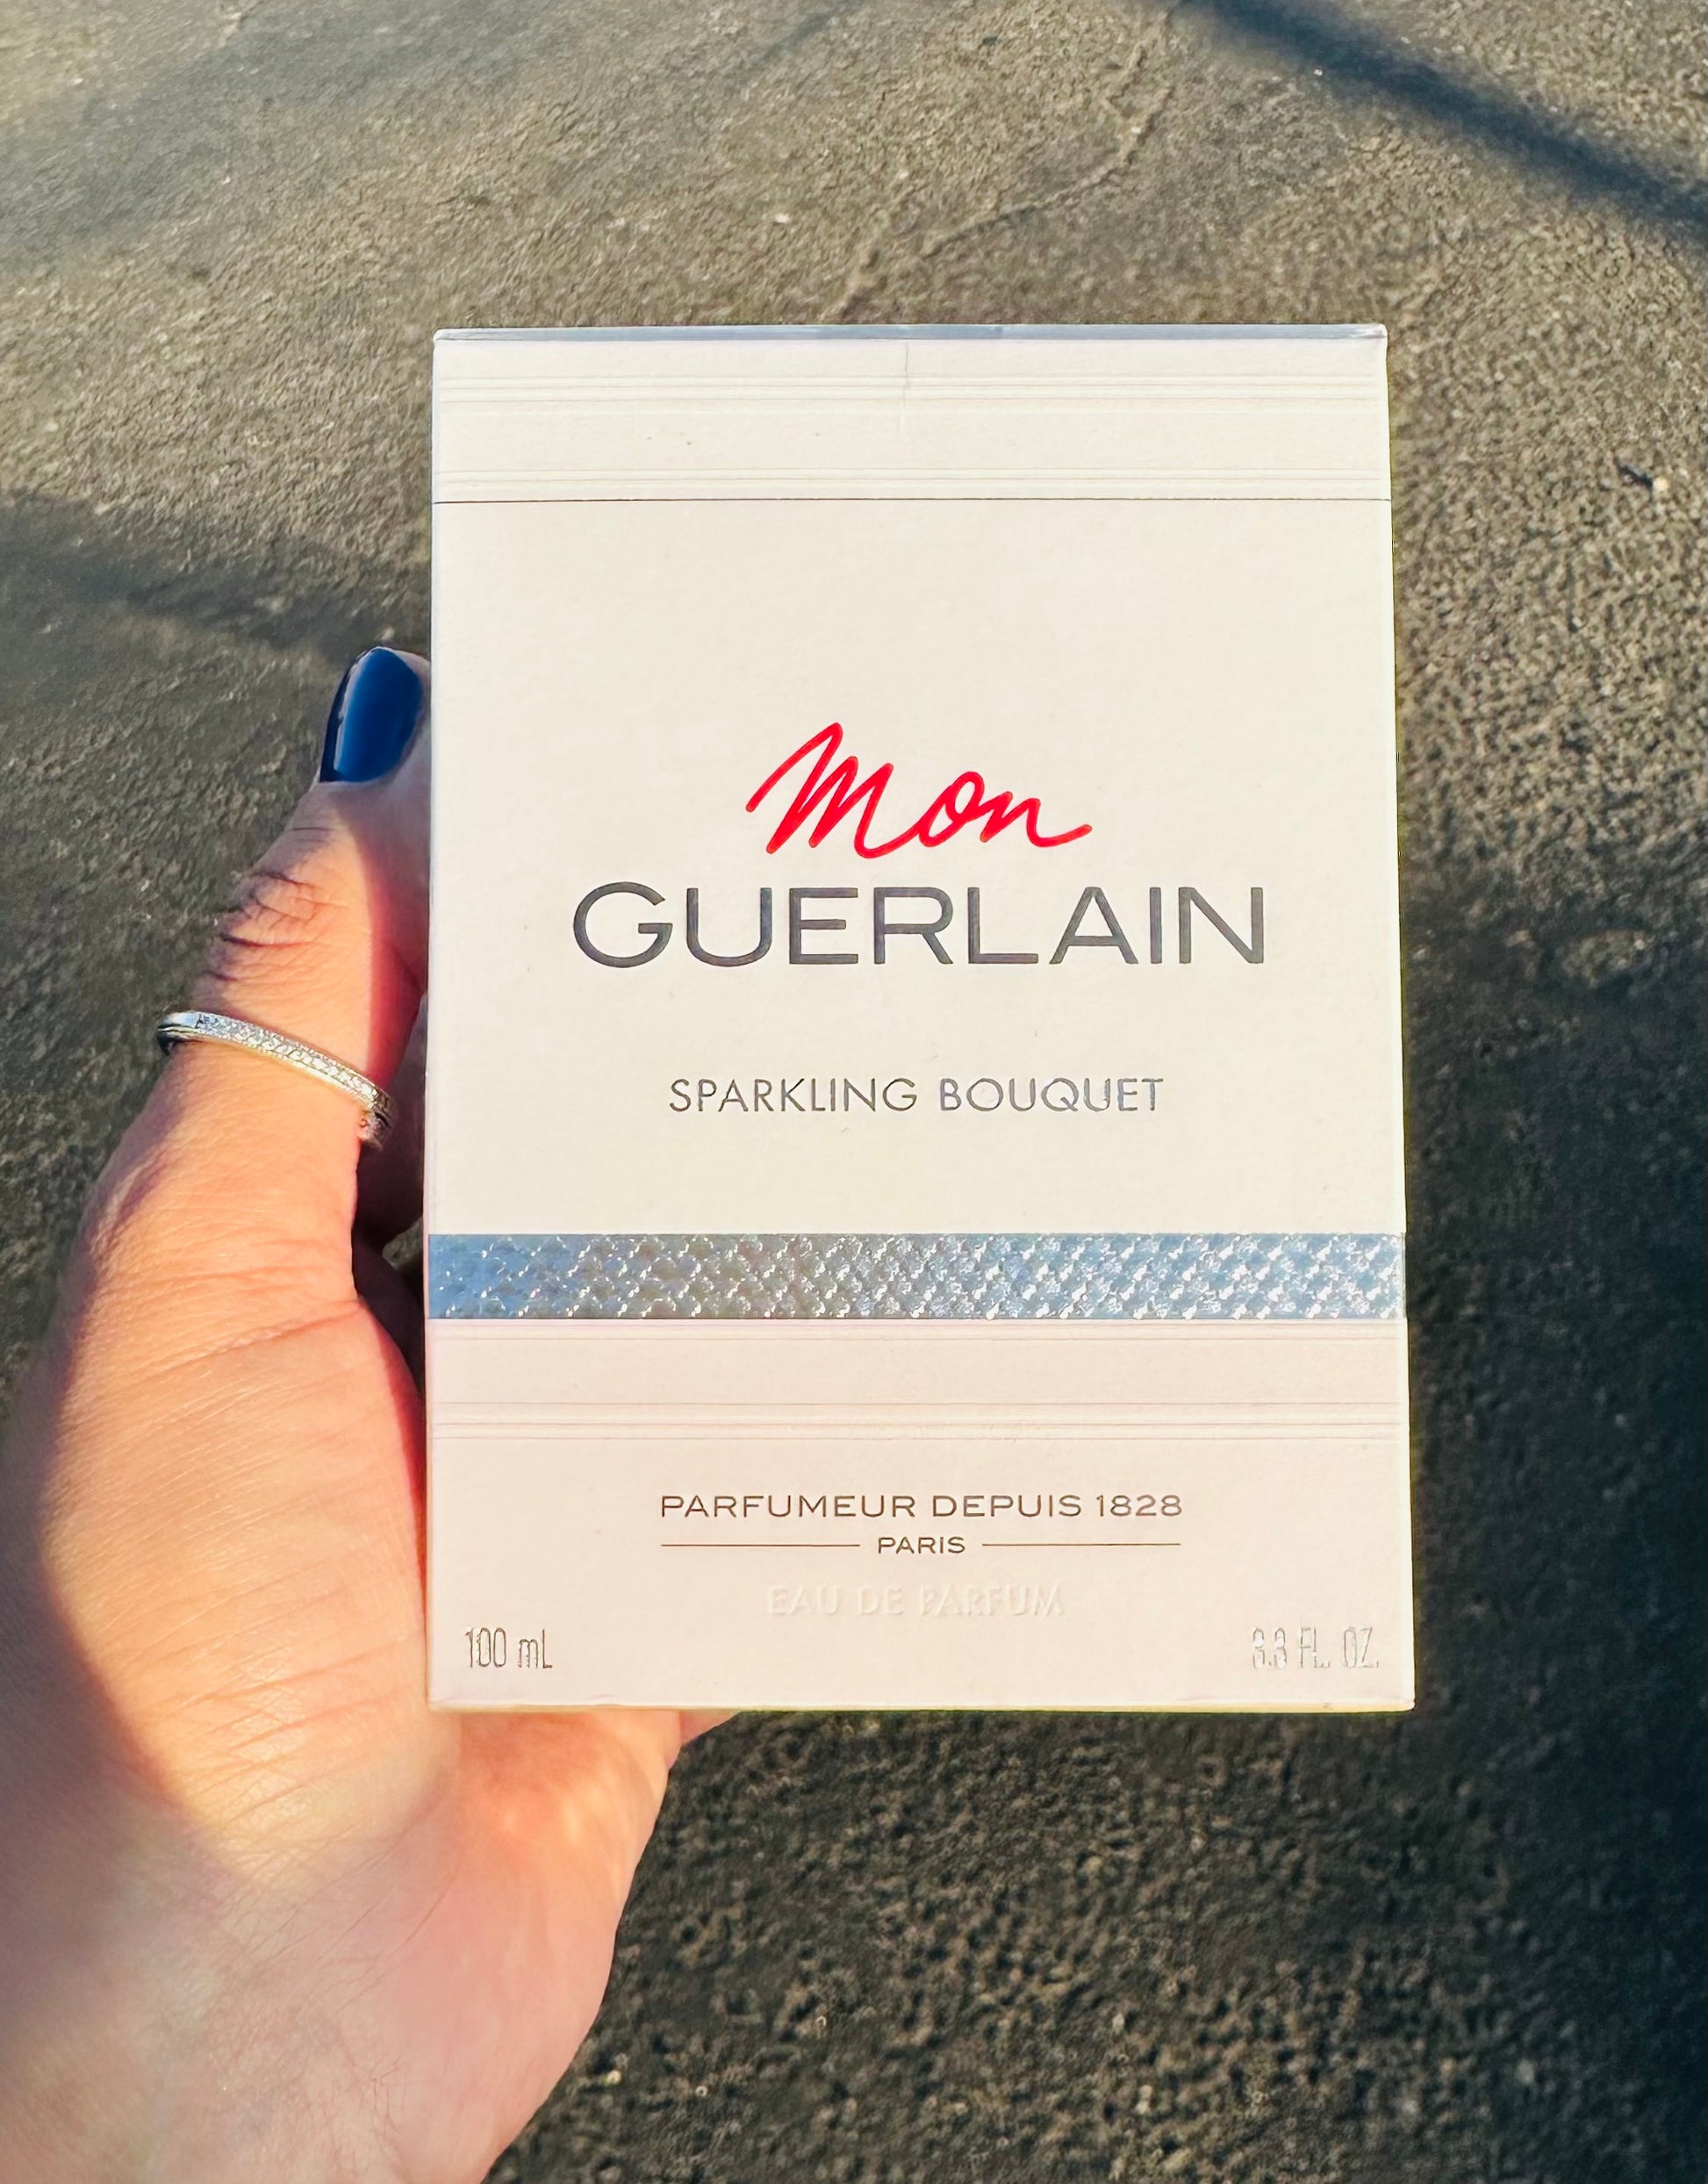 Mon
GUERLAIN
SPARKLING BOUQUET
PARFUMEUR DEPUIS 1828
PARIS
EAU DE PARFUM
100 mL
3.3 FL. OZ.